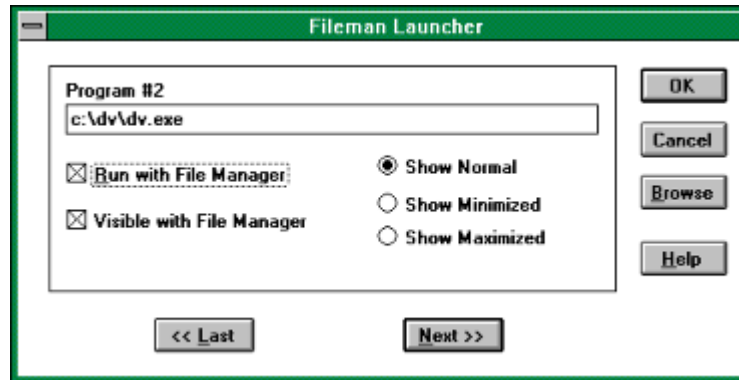 Fileman Launcher
Program #2
c:\dv\dv.exe
Run with File Manager
Visible with File Manager
Show Normal
Show Minimized
Show Maximized
OK
Cancel
Browse
Help
<< Last
Next >>